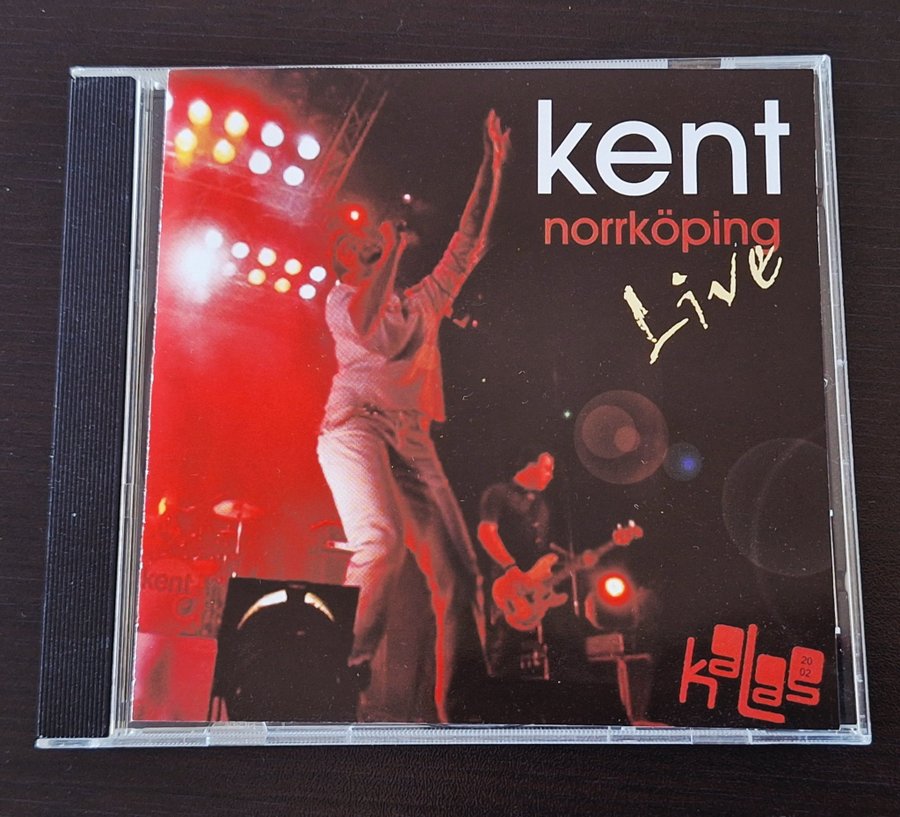 kent
norrköping
Live
kent
kalas
20
02